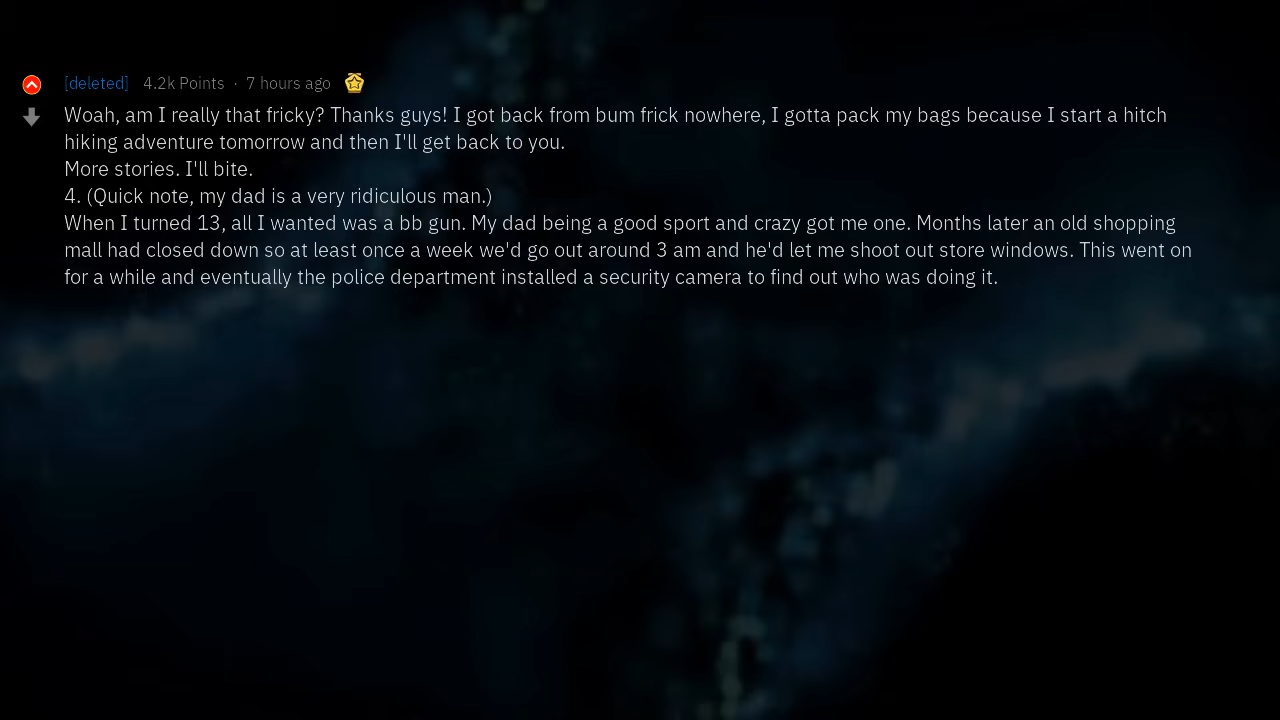 [deleted] 4.2k Points · 7 hours ago
Woah, am I really that fricky? Thanks guys! I got back from bum frick nowhere, I gotta pack my bags because I start a hitch
hiking adventure tomorrow and then I'll get back to you.
More stories. I'll bite.
4. (Quick note, my dad is a very ridiculous man.)
When I turned 13, all I wanted was a bb gun. My dad being a good sport and crazy got me one. Months later an old shopping
mall had closed down so at least once a week we'd go out around 3 am and he'd let me shoot out store windows. This went on
for a while and eventually the police department installed a security camera to find out who was doing it.